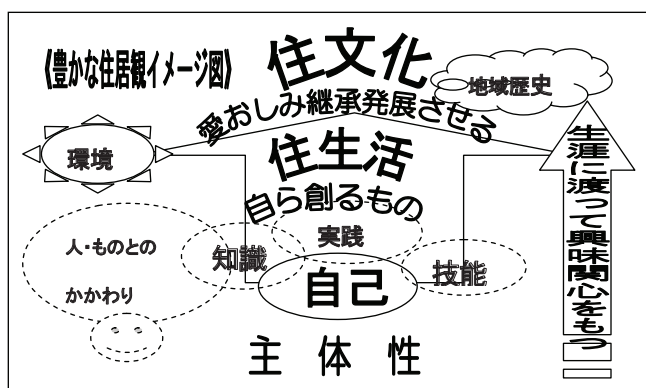 《豊かな住居観イメージ図》
住文化
地域歴史
愛おしみ継承発展させる
環境
住生活
自ら創るもの
生涯に渡って興味関心をもつ
人・ものとの
かかわり
知識
実践
技能
自己
主体性